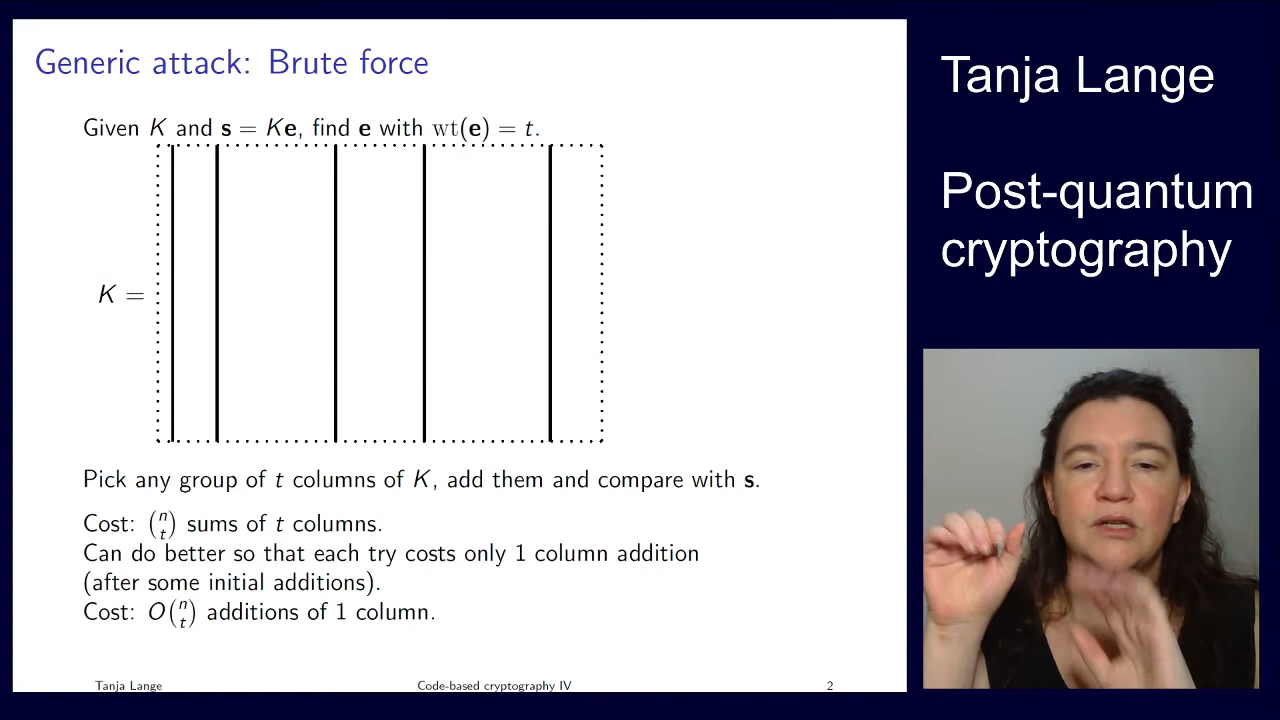 Generic attack: Brute force
Given K and s = Ke, find e with wt(e) = t.
K =
Pick any group of t columns of K, add them and compare with s.
Cost: (n t) sums of t columns.
Can do better so that each try costs only 1 column addition
(after some initial additions).
Cost: O(n t) additions of 1 column.
Tanja Lange Code-based cryptography IV 2
Tanja Lange
Post-quantum
cryptography